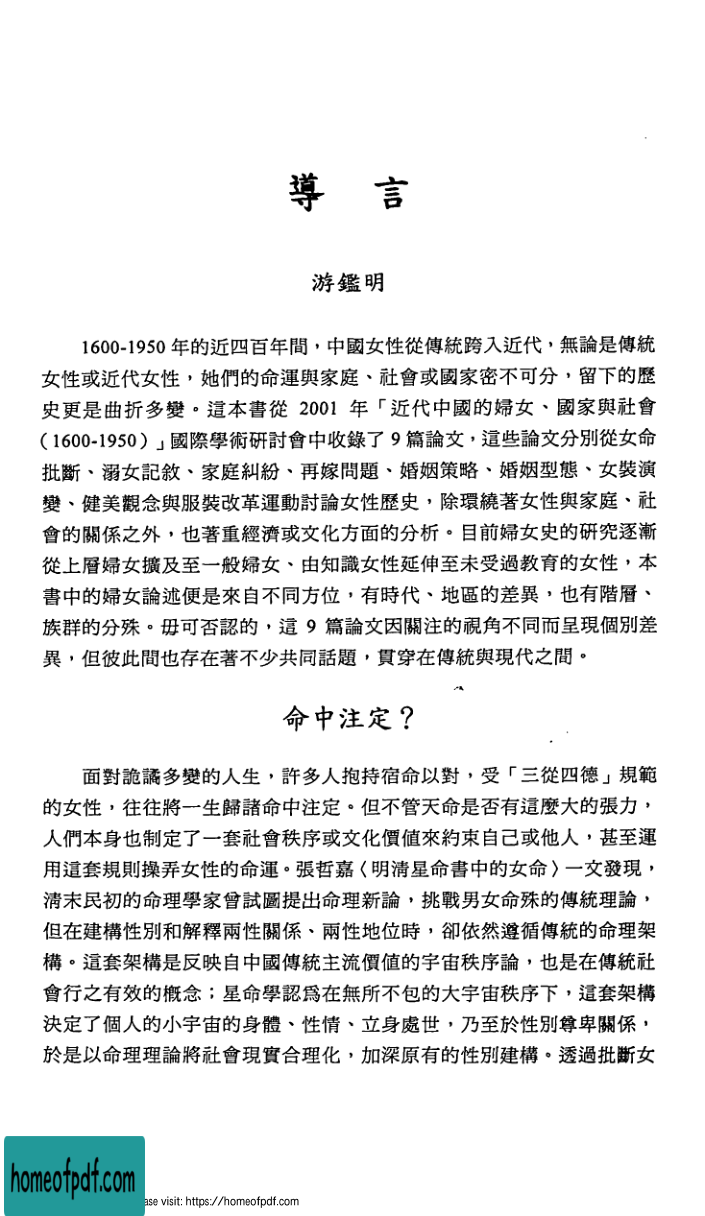 導 言
游鑑明
1600-1950 年的近四百年間，中國女性從傳統跨入近代，無論是傳統
女性或近代女性，她們的命運與家庭、社會或國家密不可分，留下的歷
史更是曲折多變。這本書從 2001 年「近代中國的婦女、國家與社會
（1600-1950）」國際學術研討會中收錄了 9 篇論文，這些論文分別從女命
批斷、溺女記敘、家庭糾紛、再嫁問題、婚姻策略、婚姻型態、女裝演
變、健美觀念與服裝改革運動討論女性歷史，除環繞著女性與家庭、社
會的關係之外，也著重經濟或文化方面的分析。目前婦女史的研究逐漸
從上層婦女擴及至一般婦女、由知識女性延伸至未受過教育的女性，本
書中的婦女論述便是來自不同方位，有時代、地區的差異，也有階層、
族群的分殊。毋可否認的，這 9 篇論文因關注的視角不同而呈現個別差
異，但彼此間也存在著不少共同話題，貫穿在傳統與現代之間。
命中注定？
面對詭譎多變的人生，許多人抱持宿命以對，受「三從四德」規範
的女性，往往將一生歸諸命中注定。但不管天命是否有這麼大的張力，
人們本身也制定了一套社會秩序或文化價值來約束自己或他人，甚至運
用這套規則操弄女性的命運。張哲嘉〈明清星命書中的女命〉一文發現，
清末民初的命理學家曾試圖提出命理新論，挑戰男女命殊的傳統理論，
但在建構性別和解釋兩性關係、兩性地位時，卻依然遵循傳統的命理架
構。這套架構是反映自中國傳統主流價值的宇宙秩序論，也是在傳統社
會行之有效的概念；星命學認爲在無所不包的大宇宙秩序下，這套架構
決定了個人的小宇宙的身體、性情、立身處世，乃至於性別尊卑關係，
於是以命理理論將社會現實合理化，加深原有的性別建構。透過批斷女
homeofpdf.com
ase visit: https://homeofpdf.com